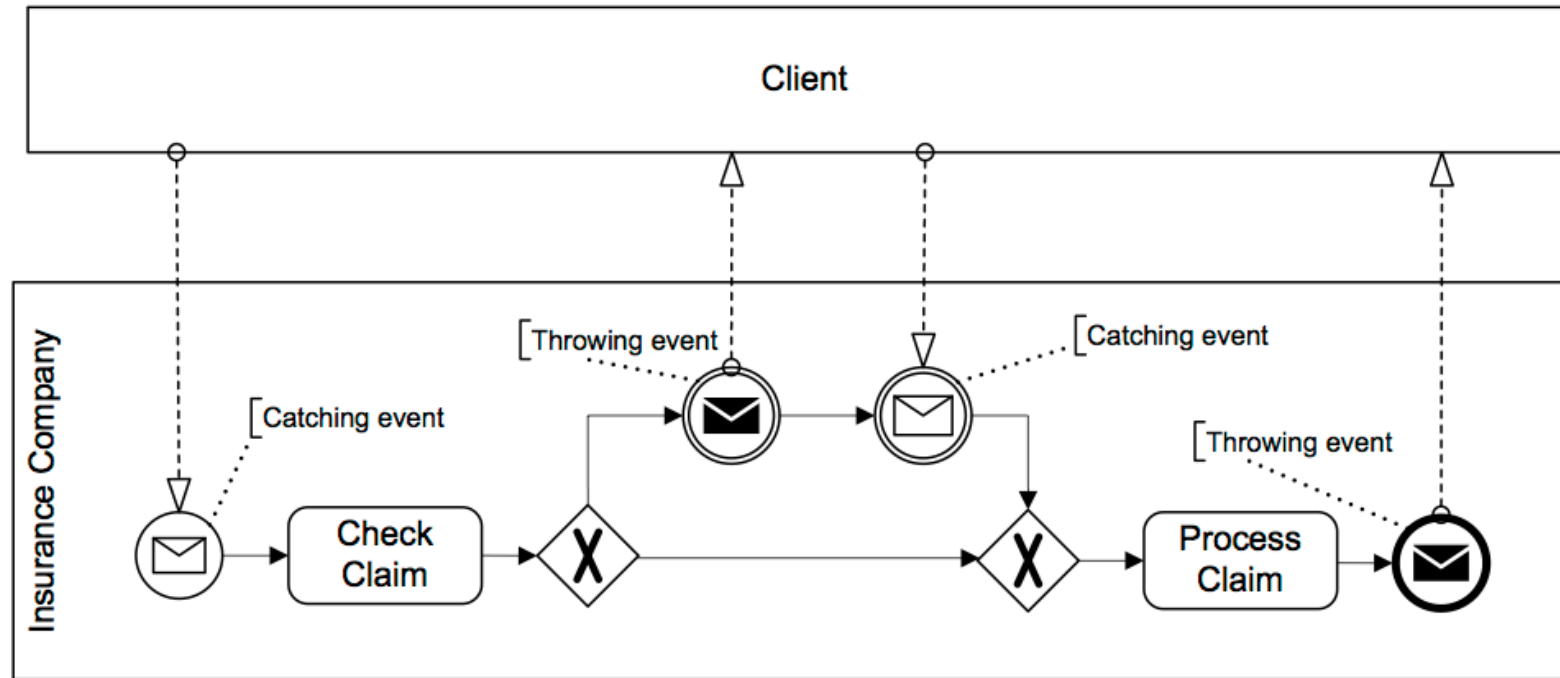 Client
Insurance Company
Throwing event
Catching event
Catching event
Throwing event
Check
Claim
Process
Claim